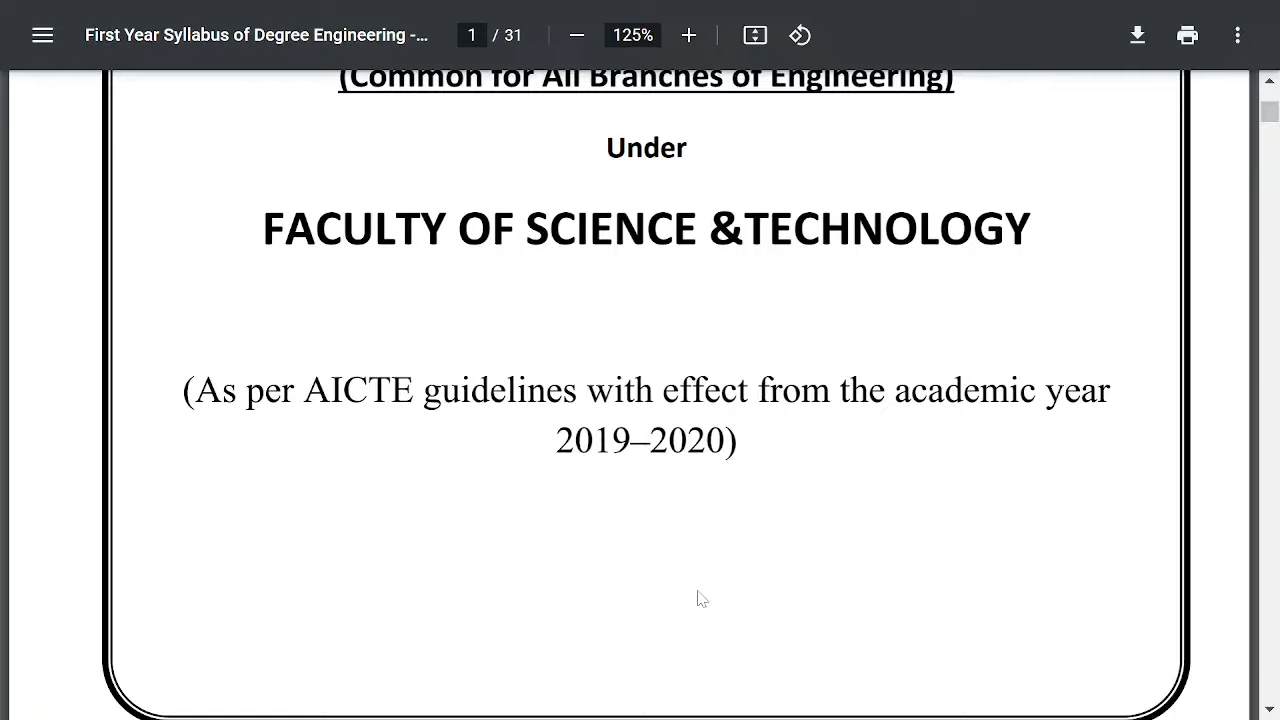 First Year Syllabus of Degree Engineering -... 1 / 31 125%
(Common for All Branches of Engineering)
Under
FACULTY OF SCIENCE &TECHNOLOGY
(As per AICTE guidelines with effect from the academic year
2019–2020)